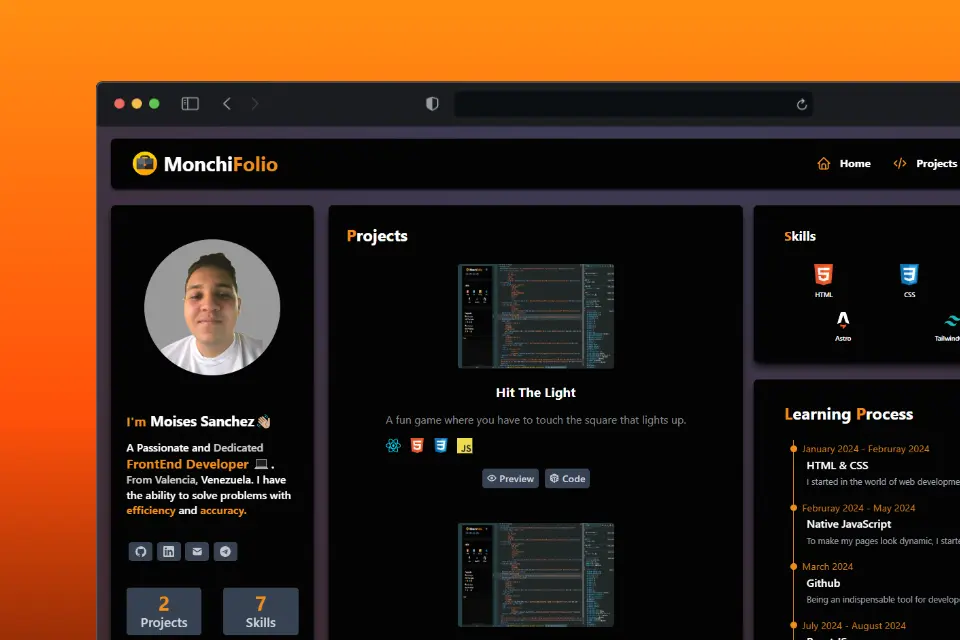 MonchiFolio
Home
Projects
I'm Moises Sanchez
A Passionate and Dedicated
FrontEnd Developer .
From Valencia, Venezuela. I have
the ability to solve problems with
efficiency and accuracy.
2
Projects
7
Skills
Projects
Hit The Light
A fun game where you have to touch the square that lights up.
JS
Preview
Code
Skills
HTML
CSS
Astro
Learning Process
January 2024 - Februray 2024
HTML & CSS
I started in the world of web developme
Februray 2024 - May 2024
Native JavaScript
To make my pages look dynamic, I starte
March 2024
Github
Being an indispensable tool for develop
July 2024 - August 2024